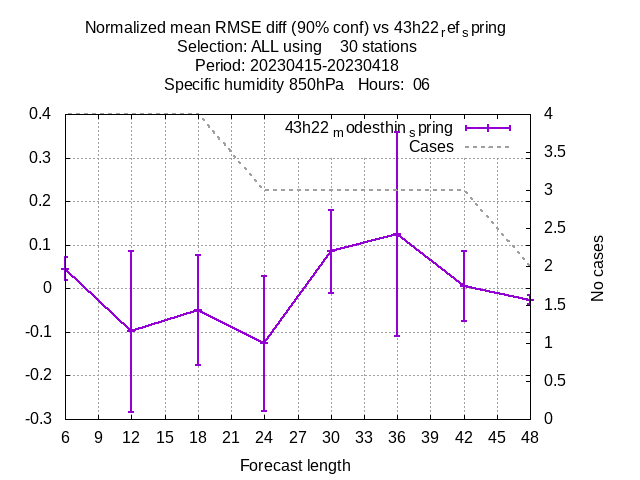 Normalized mean RMSE diff (90% conf) vs 43h22refspring
Selection: ALL using 30 stations
Period: 20230415-20230418
Specific humidity 850hPa Hours: 06
43h22modesthinspring
Cases
0.4
0.3
0.2
0.1
0
-0.1
-0.2
-0.3
4
3.5
3
2.5
2
1.5
1
0.5
0
No cases
6 9 12 15 18 21 24 27 30 33 36 39 42 45 48
Forecast length